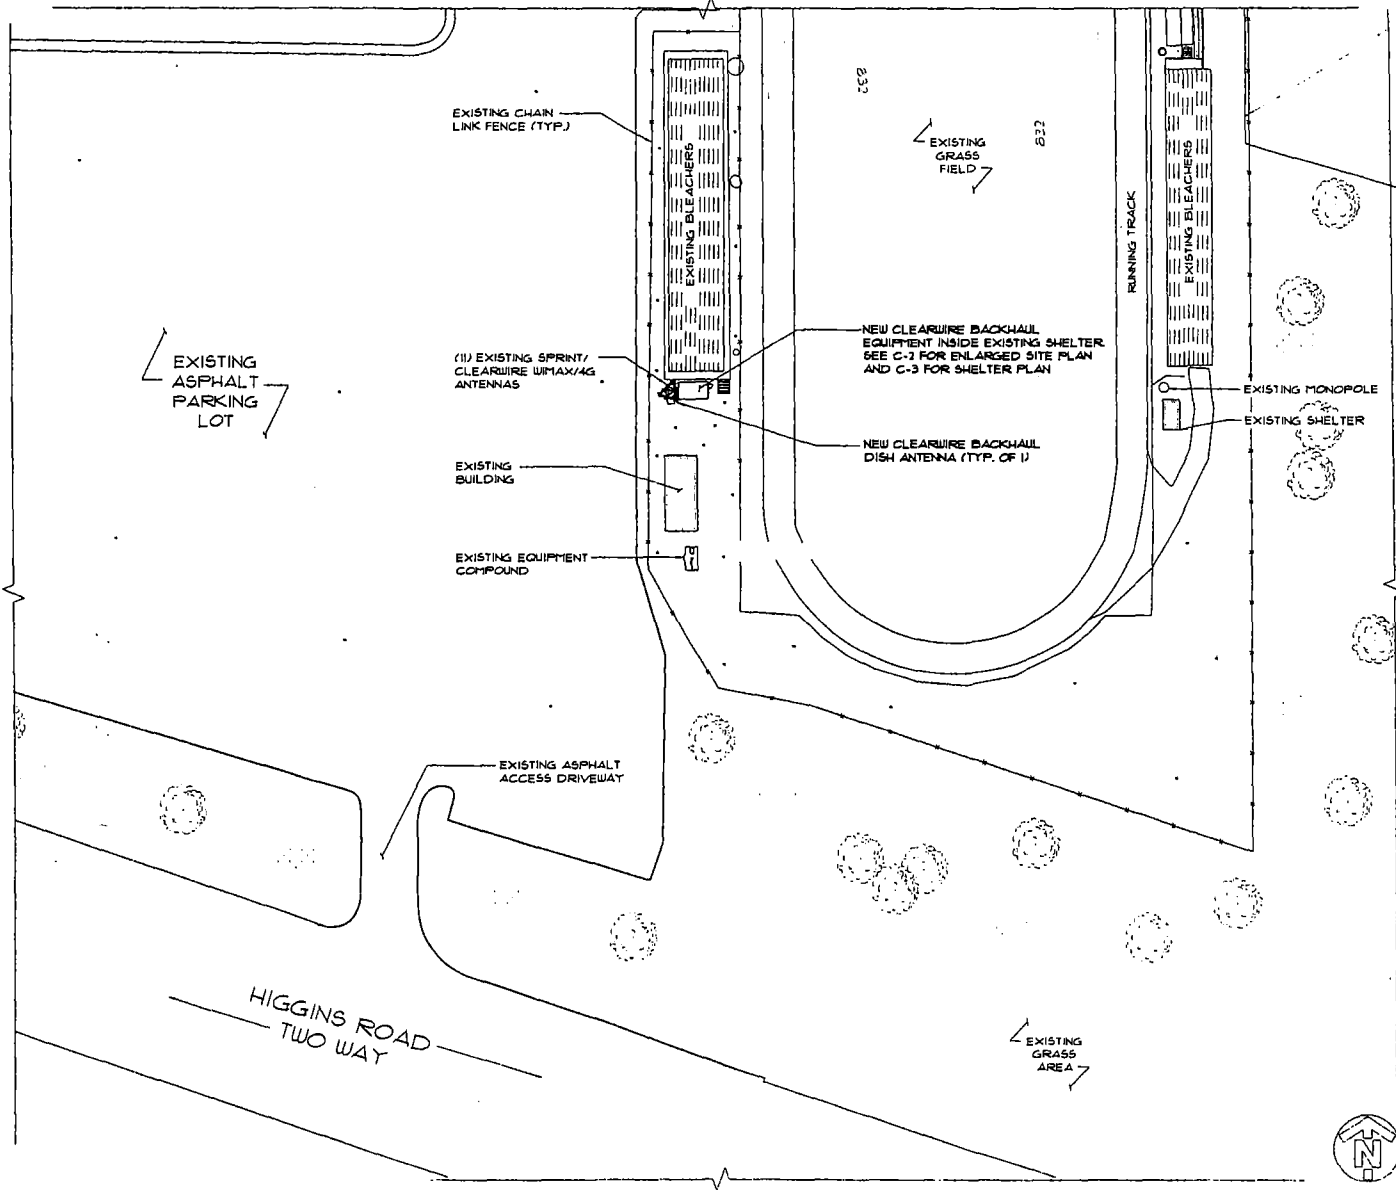 EXISTING CHAIN
LINK FENCE (TYP.)
832
832
EXISTING
GRASS
FIELD
EXISTING BLEACHERS
EXISTING BLEACHERS
RUNNING TRACK
EXISTING
ASPHALT
PARKING
LOT
(11) EXISTING SPRINT/
CLEARWIRE WIMAX/4G
ANTENNAS
NEW CLEARWIRE BACKHAUL
EQUIPMENT INSIDE EXISTING SHELTER
SEE C-2 FOR ENLARGED SITE PLAN
AND C-3 FOR SHELTER PLAN
EXISTING MONOPOLE
EXISTING SHELTER
NEW CLEARWIRE BACKHAUL
DISH ANTENNA (TYP. OF 1)
EXISTING
BUILDING
EXISTING EQUIPMENT
COMPOUND
EXISTING ASPHALT
ACCESS DRIVEWAY
HIGGINS ROAD
TWO WAY
EXISTING
GRASS
AREA
N